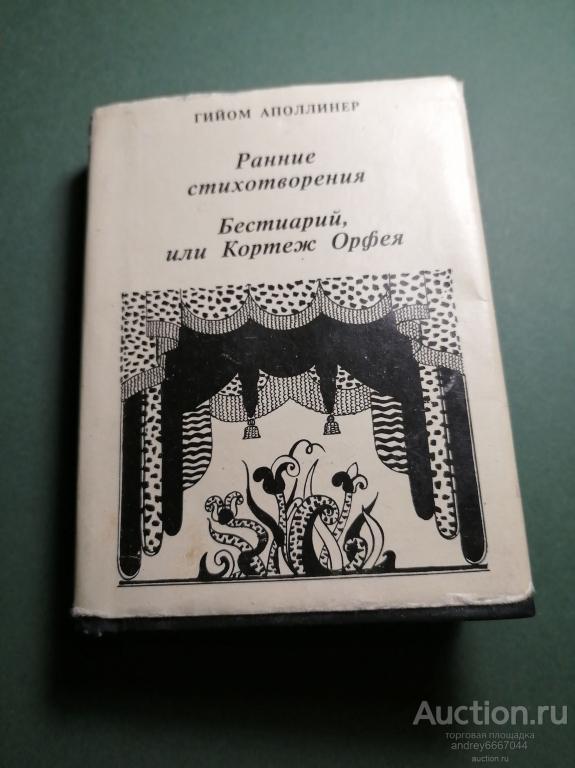 ГИЙОМ АПОЛЛИНЕР
Ранние
стихотворения
Бестиарий,
или Кортеж Орфея
Auction.ru
торговая площадка
andrey6667044
auction.ru